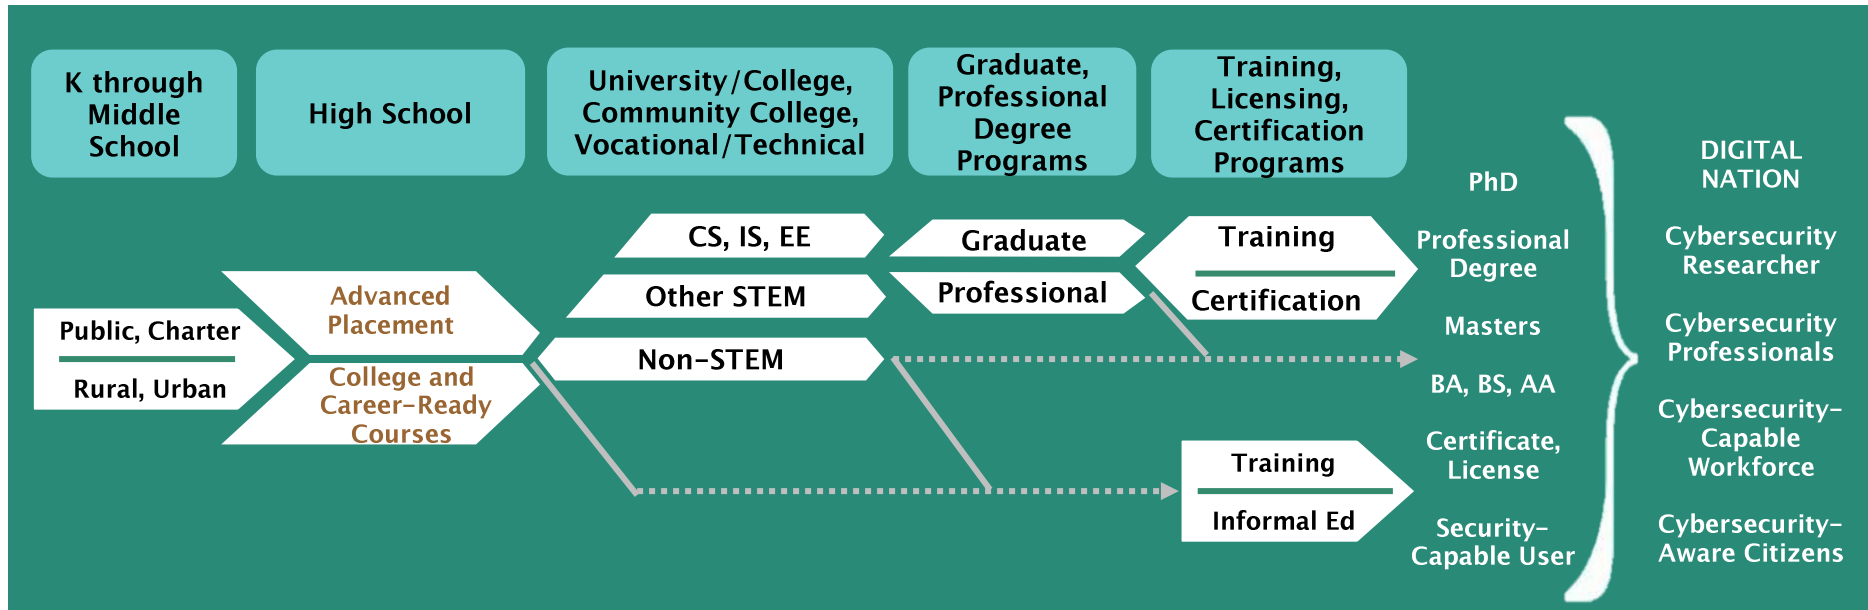 K through
Middle
School
High School
University/College,
Community College,
Vocational/Technical
Graduate,
Professional
Degree
Programs
Training,
Licensing,
Certification
Programs
Public, Charter
Rural, Urban
Advanced
Placement
College and
Career-Ready
Courses
CS, IS, EE
Other STEM
Non-STEM
Graduate
Professional
Training
Certification
Training
Informal Ed
PhD
Professional
Degree
Masters
BA, BS, AA
Certificate,
License
Security-
Capable User
DIGITAL
NATION
Cybersecurity
Researcher
Cybersecurity
Professionals
Cybersecurity-
Capable
Workforce
Cybersecurity-
Aware Citizens